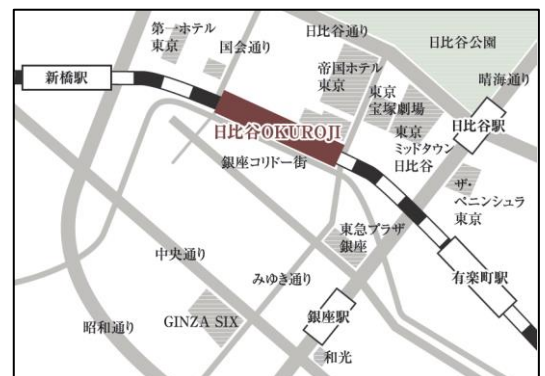 第一ホテル
東京
国会通り
日比谷通り
日比谷公園
新橋駅
帝国ホテル
東京
晴海通り
東京
宝塚劇場
日比谷OKUROJI
東京
ミッドタウン
日比谷
日比谷駅
銀座コリドー街
ザ・
ペニンシュラ
東京
東急プラザ
銀座
中央通り
みゆき通り
有楽町駅
昭和通り
GINZA SIX
銀座駅
和光